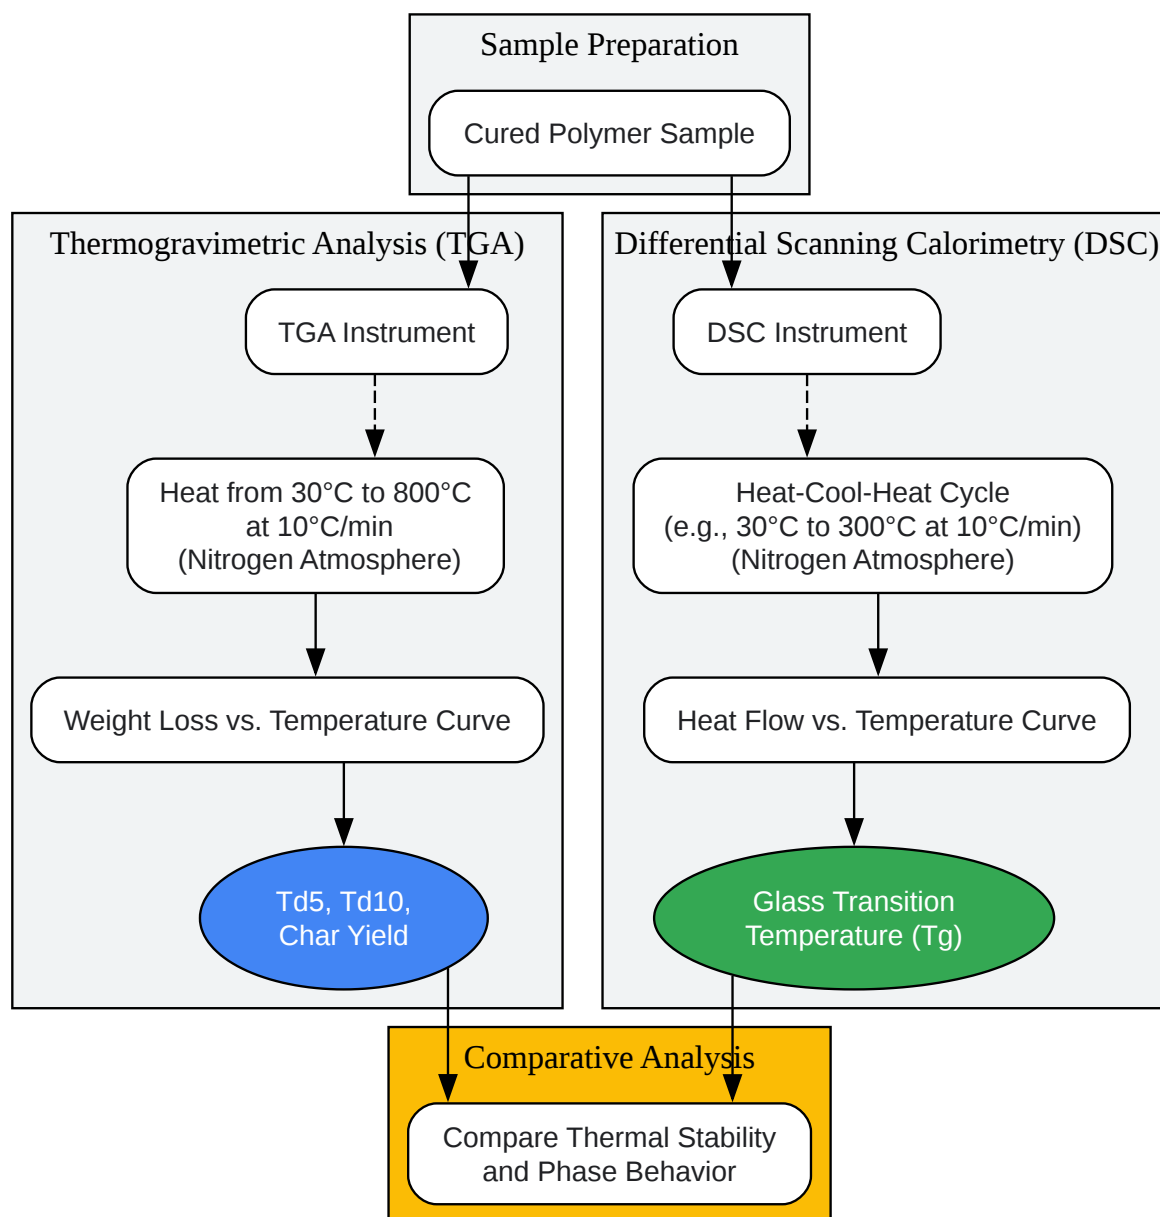 Sample Preparation
Cured Polymer Sample
Thermogravimetric Analysis (TGA)
TGA Instrument
Heat from 30°C to 800°C
at 10°C/min
(Nitrogen Atmosphere)
Weight Loss vs. Temperature Curve
Td5, Td10,
Char Yield
Differential Scanning Calorimetry (DSC)
DSC Instrument
Heat-Cool-Heat Cycle
(e.g., 30°C to 300°C at 10°C/min)
(Nitrogen Atmosphere)
Heat Flow vs. Temperature Curve
Glass Transition
Temperature (Tg)
Comparative Analysis
Compare Thermal Stability
and Phase Behavior